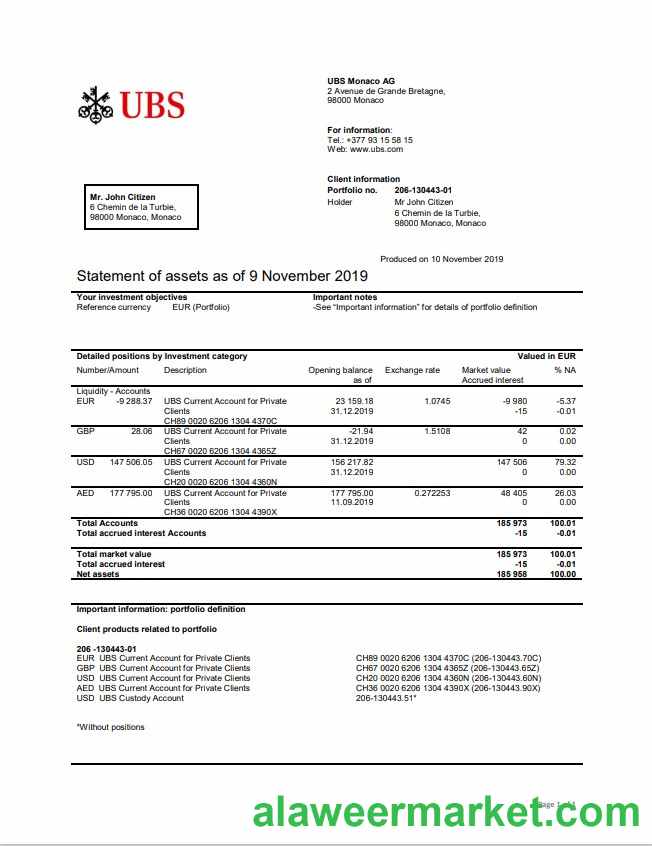 UBS
UBS Monaco AG
2 Avenue de Grande Bretagne,
98000 Monaco
For information:
Tel.: +377 93 15 58 15
Web: www.ubs.com
Client information
Portfolio no. 206-130443-01
Holder Mr John Citizen
6 Chemin de la Turbie,
98000 Monaco, Monaco
Mr. John Citizen
6 Chemin de la Turbie,
98000 Monaco, Monaco
Produced on 10 November 2019
Statement of assets as of 9 November 2019
Your investment objectives Important notes
Reference currency EUR (Portfolio) -See “Important information” for details of portfolio definition
Detailed positions by Investment category Valued in EUR
Number/Amount Description Opening balance Exchange rate Market value % NA
as of Accrued interest
Liquidity - Accounts
EUR -9 288.37 UBS Current Account for Private 23 159.18 1.0745 -9 980 -5.37
Clients 31.12.2019 -15 -0.01
CH89 0020 6206 1304 4370C
GBP 28.06 UBS Current Account for Private -21.94 1.5108 42 0.02
Clients 31.12.2019 0 0.00
CH67 0020 6206 1304 4365Z
USD 147 506.05 UBS Current Account for Private 156 217.82 147 506 79.32
Clients 31.12.2019 0 0.00
CH20 0020 6206 1304 4360N
AED 177 795.00 UBS Current Account for Private 177 795.00 0.272253 48 405 26.03
Clients 11.09.2019 0 0.00
CH36 0020 6206 1304 4390X
Total Accounts 185 973 100.01
Total accrued interest Accounts -15 -0.01
Total market value 185 973 100.01
Total accrued interest -15 -0.01
Net assets 185 958 100.00
Important information: portfolio definition
Client products related to portfolio
206 -130443-01
EUR UBS Current Account for Private Clients CH89 0020 6206 1304 4370C (206-130443.70C)
GBP UBS Current Account for Private Clients CH67 0020 6206 1304 4365Z (206-130443.65Z)
USD UBS Current Account for Private Clients CH20 0020 6206 1304 4360N (206-130443.60N)
AED UBS Current Account for Private Clients CH36 0020 6206 1304 4390X (206-130443.90X)
USD UBS Custody Account 206-130443.51*
*Without positions
Page 1
alaweermarket.com